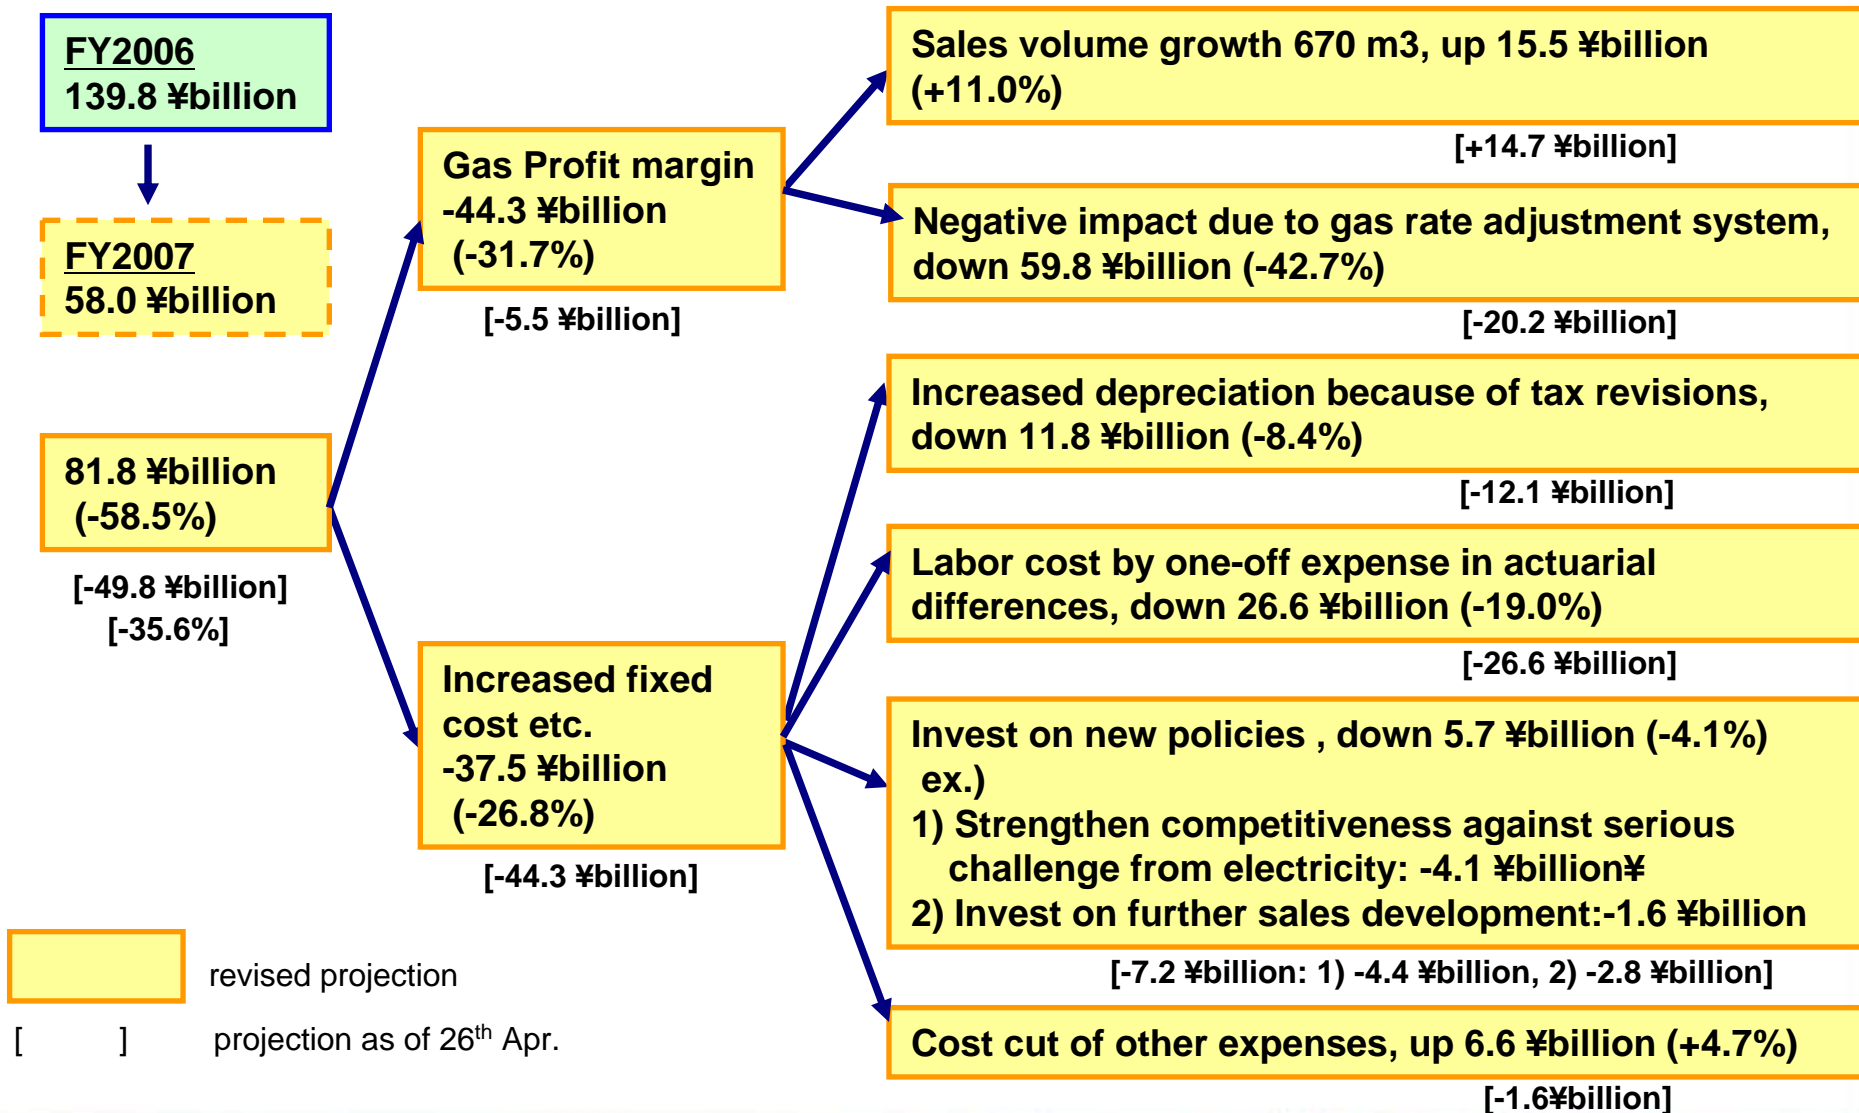 FY2006
139.8 ¥billion
FY2007
58.0 ¥billion
81.8 ¥billion
(-58.5%)
[-49.8 ¥billion]
[-35.6%]
Gas Profit margin
-44.3 ¥billion
(-31.7%)
[-5.5 ¥billion]
Increased fixed
cost etc.
-37.5 ¥billion
(-26.8%)
[-44.3 ¥billion]
Sales volume growth 670 m3, up 15.5 ¥billion
(+11.0%)
[+14.7 ¥billion]
Negative impact due to gas rate adjustment system,
down 59.8 ¥billion (-42.7%)
[-20.2 ¥billion]
Increased depreciation because of tax revisions,
down 11.8 ¥billion (-8.4%)
[-12.1 ¥billion]
Labor cost by one-off expense in actuarial
differences, down 26.6 ¥billion (-19.0%)
[-26.6 ¥billion]
Invest on new policies , down 5.7 ¥billion (-4.1%)
ex.)
1) Strengthen competitiveness against serious
challenge from electricity: -4.1 ¥billion¥
2) Invest on further sales development:-1.6 ¥billion
[-7.2 ¥billion: 1) -4.4 ¥billion, 2) -2.8 ¥billion]
Cost cut of other expenses, up 6.6 ¥billion (+4.7%)
[-1.6¥billion]
revised projection
[ ] projection as of 26th Apr.